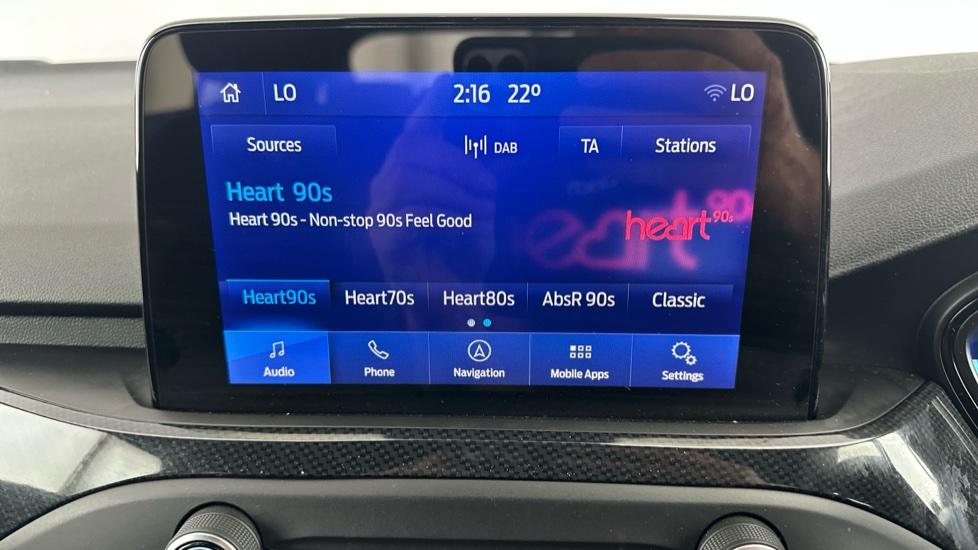 LO 2:16 22º LO
Sources DAB TA Stations
Heart 90s
Heart 90s - Non-stop 90s Feel Good
heart 90s
Heart90s Heart70s Heart80s AbsR 90s Classic
Audio Phone Navigation Mobile Apps Settings